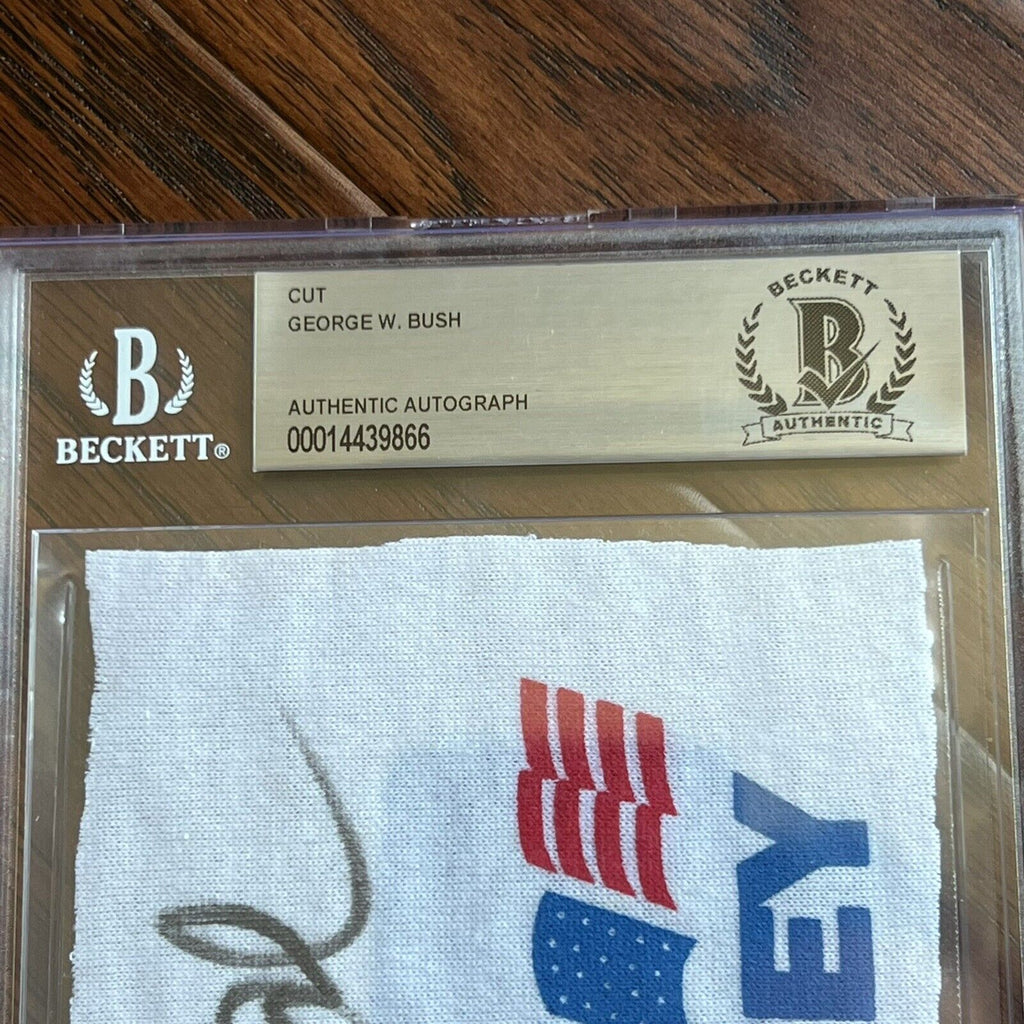 CUT
GEORGE W. BUSH
AUTHENTIC AUTOGRAPH
00014439866
B
BECKETT®
BECKETT
B
AUTHENTIC
EY